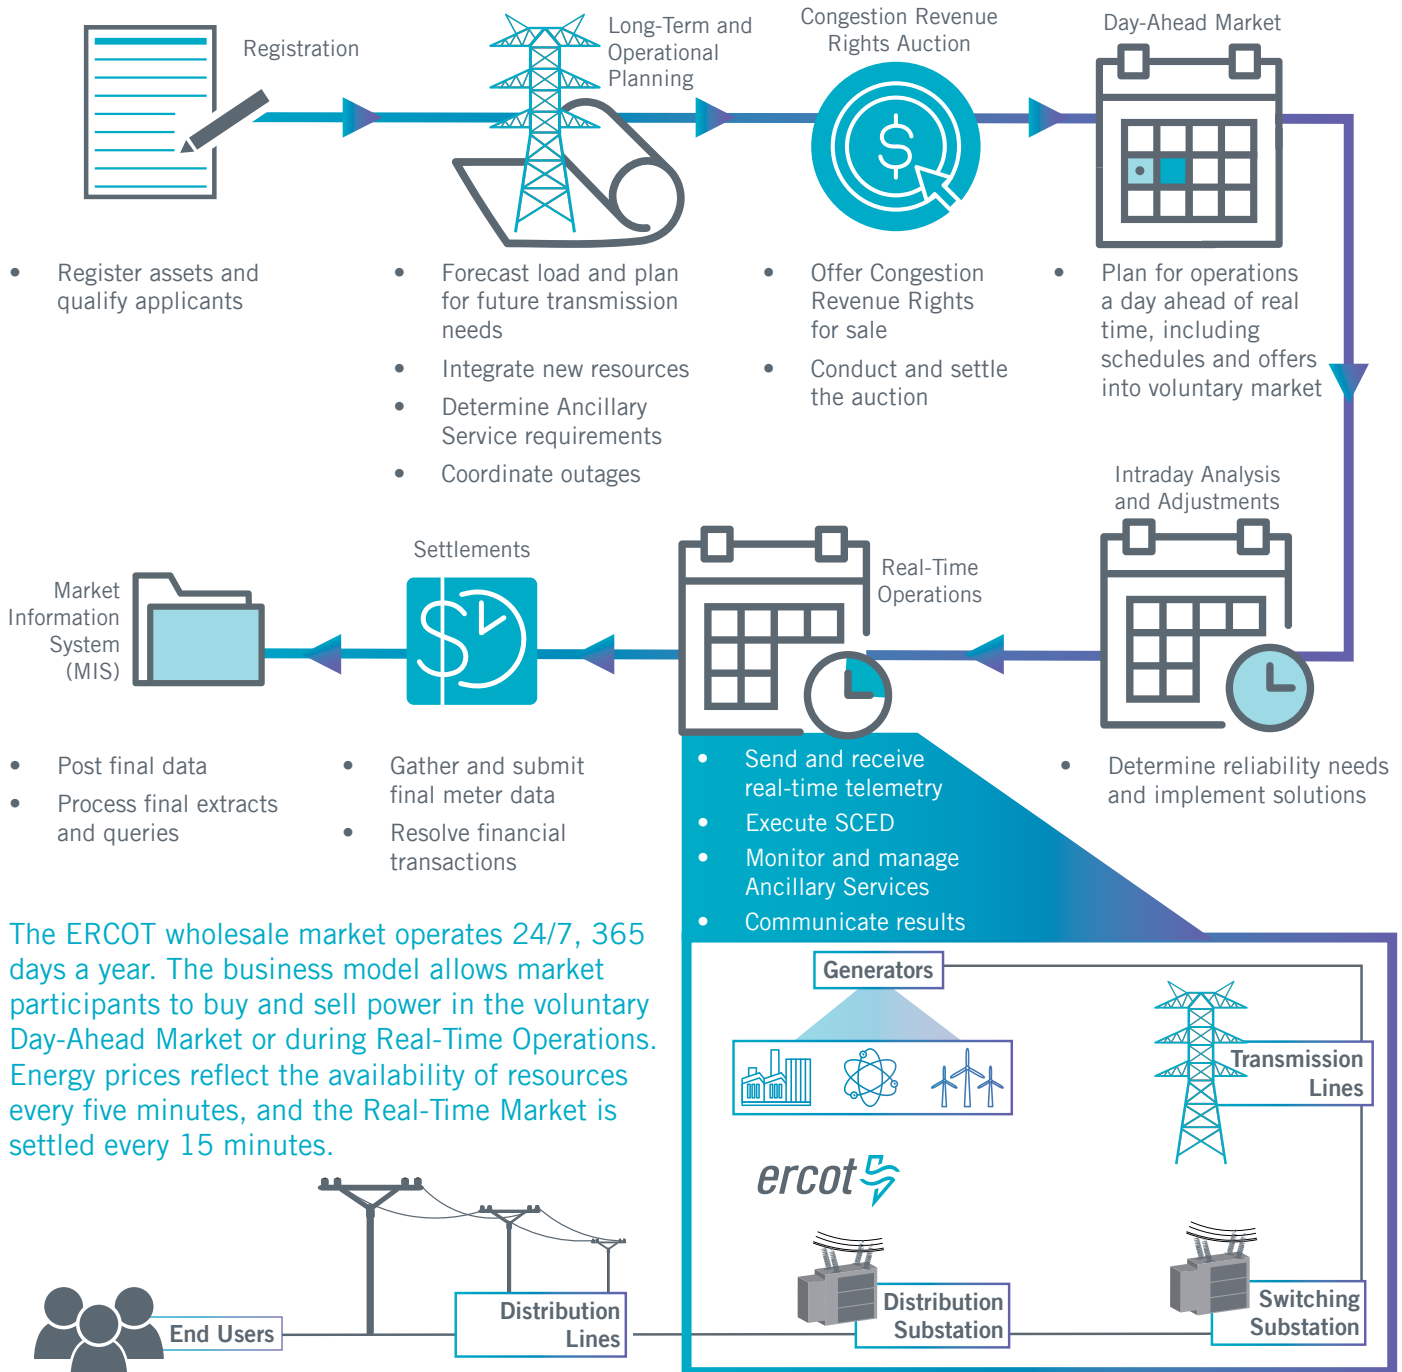 Registration
Long-Term and
Operational
Planning
Congestion Revenue
Rights Auction
Day-Ahead Market
• Register assets and
qualify applicants
• Forecast load and plan
for future transmission
needs
• Integrate new resources
• Determine Ancillary
Service requirements
• Coordinate outages
• Offer Congestion
Revenue Rights
for sale
• Conduct and settle
the auction
• Plan for operations
a day ahead of real
time, including
schedules and offers
into voluntary market
Intraday Analysis
and Adjustments
Real-Time
Operations
Settlements
Market
Information
System
(MIS)
• Determine reliability needs
and implement solutions
• Send and receive
real-time telemetry
• Execute SCED
• Monitor and manage
Ancillary Services
• Communicate results
• Gather and submit
final meter data
• Resolve financial
transactions
• Post final data
• Process final extracts
and queries
The ERCOT wholesale market operates 24/7, 365
days a year. The business model allows market
participants to buy and sell power in the voluntary
Day-Ahead Market or during Real-Time Operations.
Energy prices reflect the availability of resources
every five minutes, and the Real-Time Market is
settled every 15 minutes.
Generators
Transmission
Lines
ercot
Switching
Substation
Distribution
Substation
Distribution
Lines
End Users